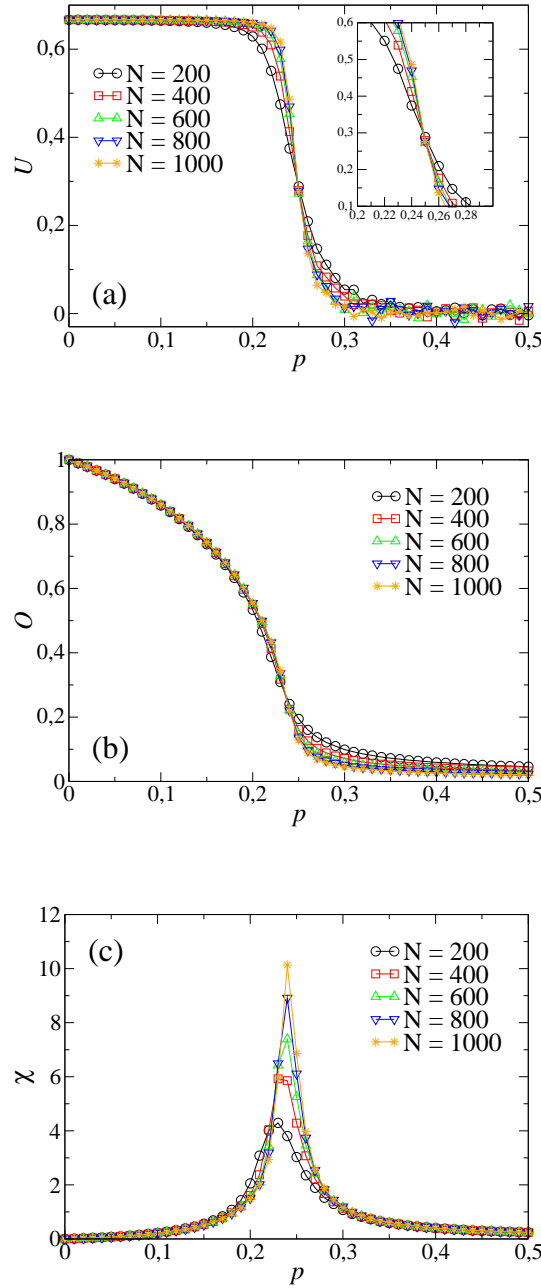 U
0,6
0,4
0,2
0
N = 200
N = 400
N = 600
N = 800
N = 1000
0,6
0,5
0,4
0,3
0,2
0,1
0,2 0,22 0,24 0,26 0,28
(a)
0 0,1 0,2 0,3 0,4 0,5
p
O
1
0,8
0,6
0,4
0,2
0
N = 200
N = 400
N = 600
N = 800
N = 1000
(b)
0 0,1 0,2 0,3 0,4 0,5
p
χ
12
10
8
6
4
2
0
(c)
N = 200
N = 400
N = 600
N = 800
N = 1000
0 0,1 0,2 0,3 0,4 0,5
p